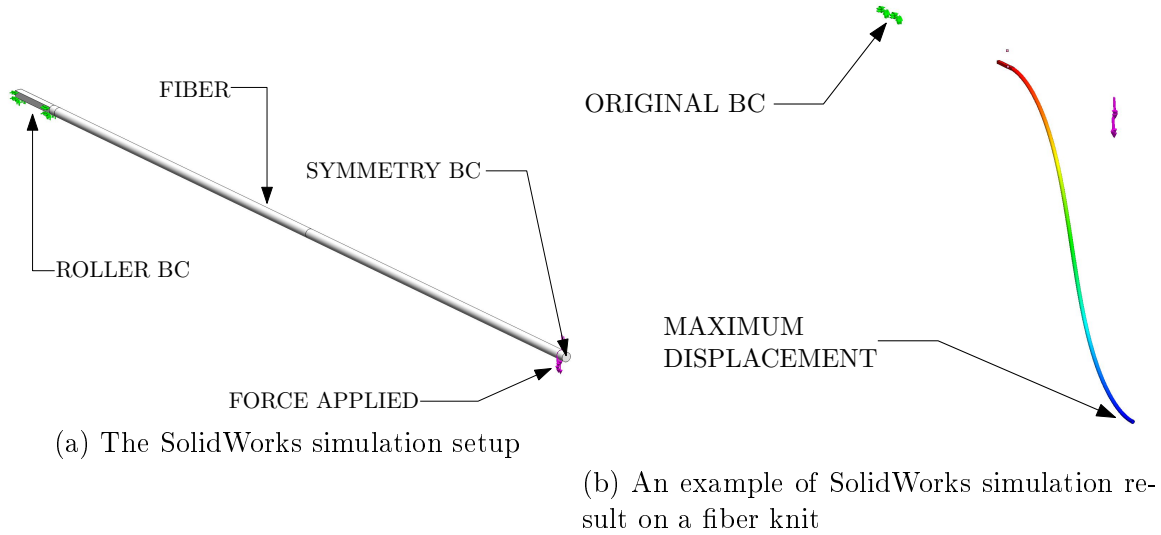 FIBER
SYMMETRY BC
ROLLER BC
FORCE APPLIED
(a) The SolidWorks simulation setup
ORIGINAL BC
MAXIMUM
DISPLACEMENT
(b) An example of SolidWorks simulation re-
sult on a fiber knit